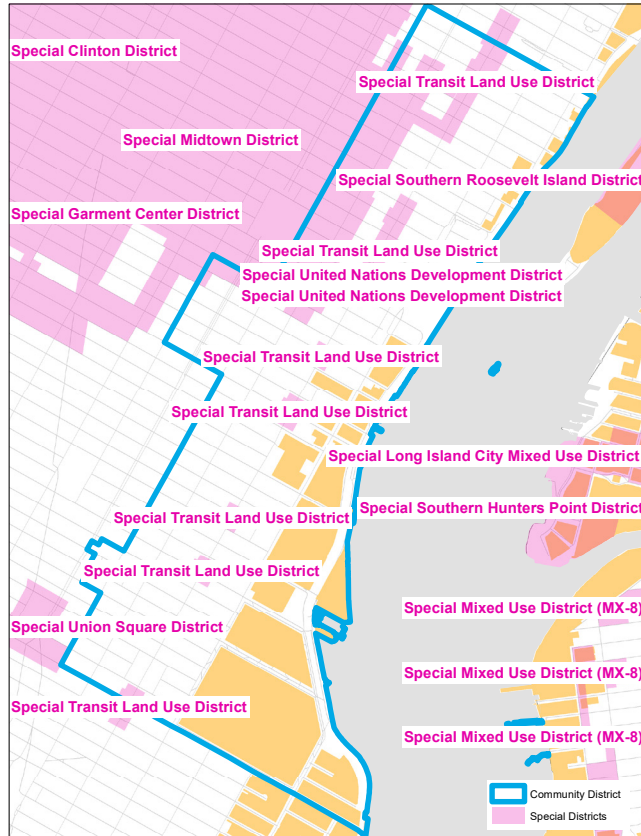 Special Clinton District
Special Transit Land Use District
Special Midtown District
Special Southern Roosevelt Island District
Special Garment Center District
Special Transit Land Use District
Special United Nations Development District
Special United Nations Development District
Special Transit Land Use District
Special Transit Land Use District
Special Long Island City Mixed Use District
Special Southern Hunters Point District
Special Transit Land Use District
Special Transit Land Use District
Special Mixed Use District (MX-8)
Special Union Square District
Special Mixed Use District (MX-8)
Special Transit Land Use District
Special Mixed Use District (MX-8)
Community District
Special Districts